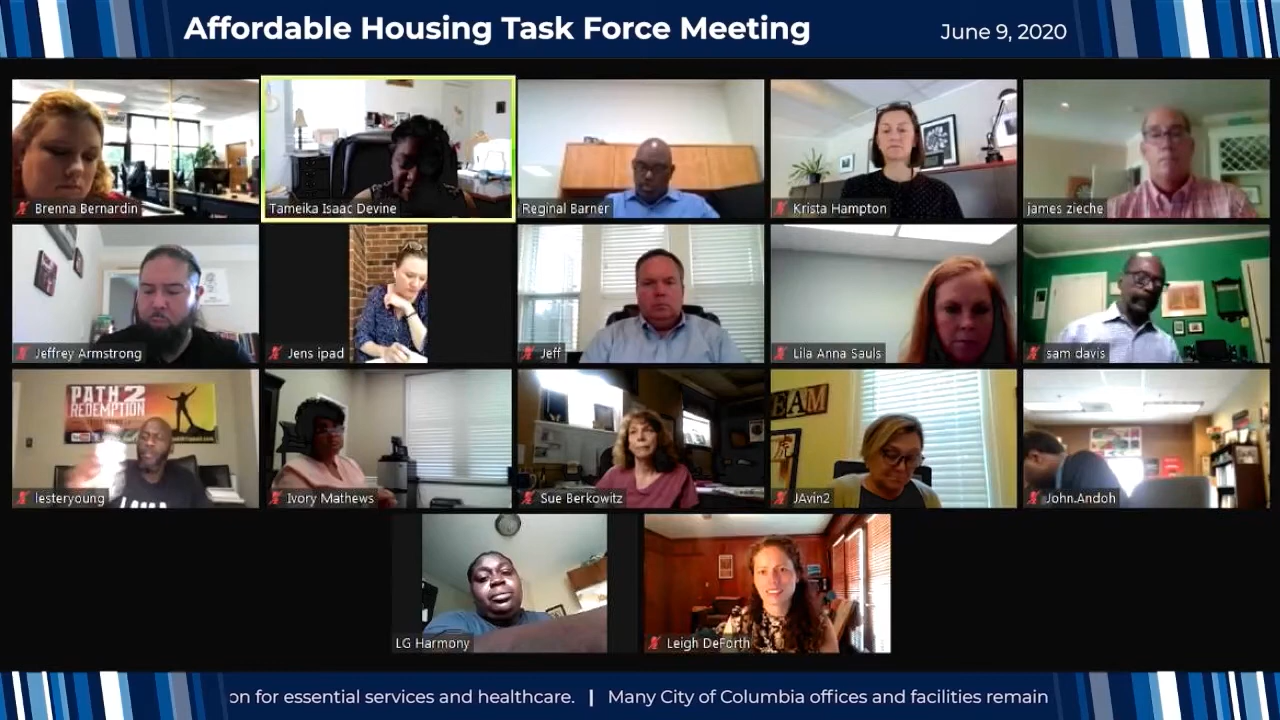 Affordable Housing Task Force Meeting
June 9, 2020
Brenna Bernardin
Tameika Isaac Devine
Reginal Barner
Krista Hampton
james zieche
Jeffrey Armstrong
Jens ipad
Jeff
Lila Anna Sauls
sam davis
PATH 2
REDEMPTION
lesteryoung
Ivory Mathews
Sue Berkowitz
EAM
JAvin2
John.Andoh
LG Harmony
Leigh DeForth
on for essential services and healthcare. | Many City of Columbia offices and facilities remain